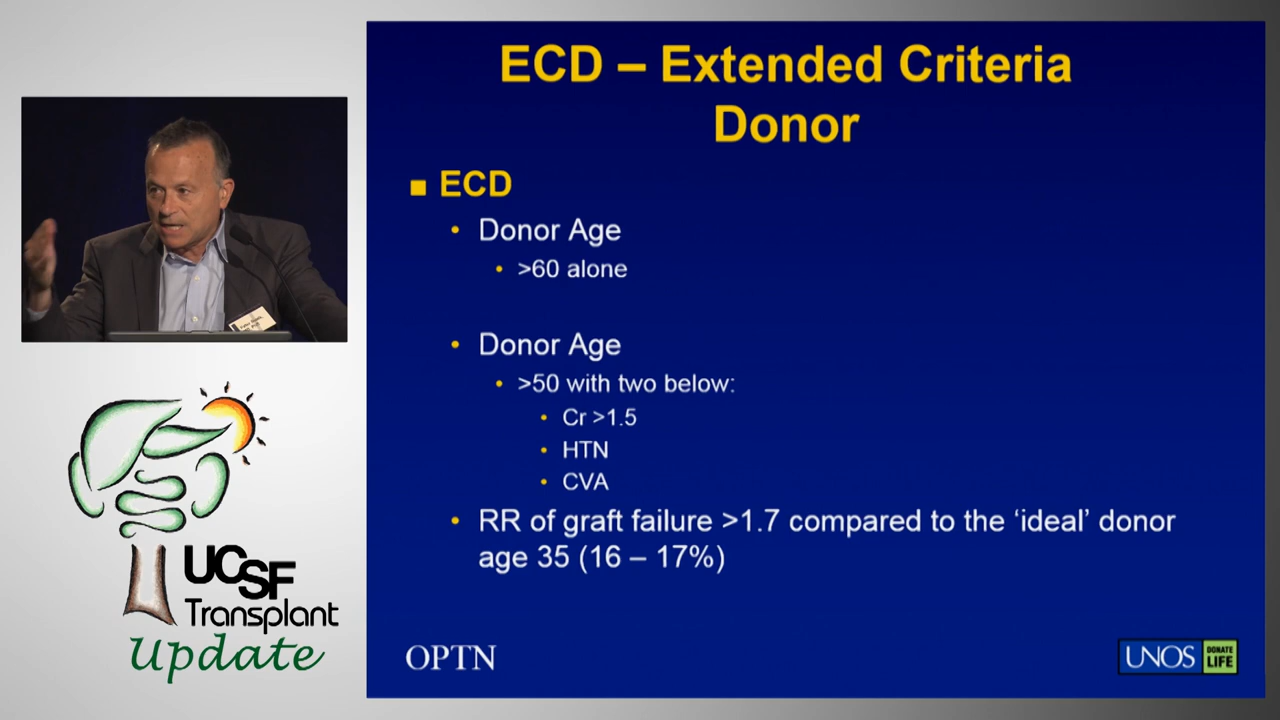 ECD – Extended Criteria
Donor
ECD
Donor Age
>60 alone
Donor Age
>50 with two below:
Cr >1.5
HTN
CVA
RR of graft failure >1.7 compared to the ‘ideal’ donor
age 35 (16 – 17%)
OPTN
UNOS
DONATE
LIFE
UCSF
Transplant
Update